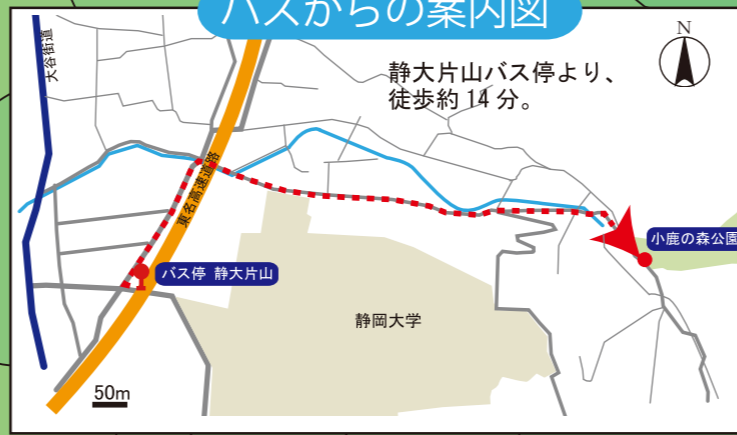 バスからの案内図
大谷街道
静大片山バス停より、
徒歩約 14 分。
N
東名高速道路
小鹿の森公園
バス停 静大片山
静岡大学
50m